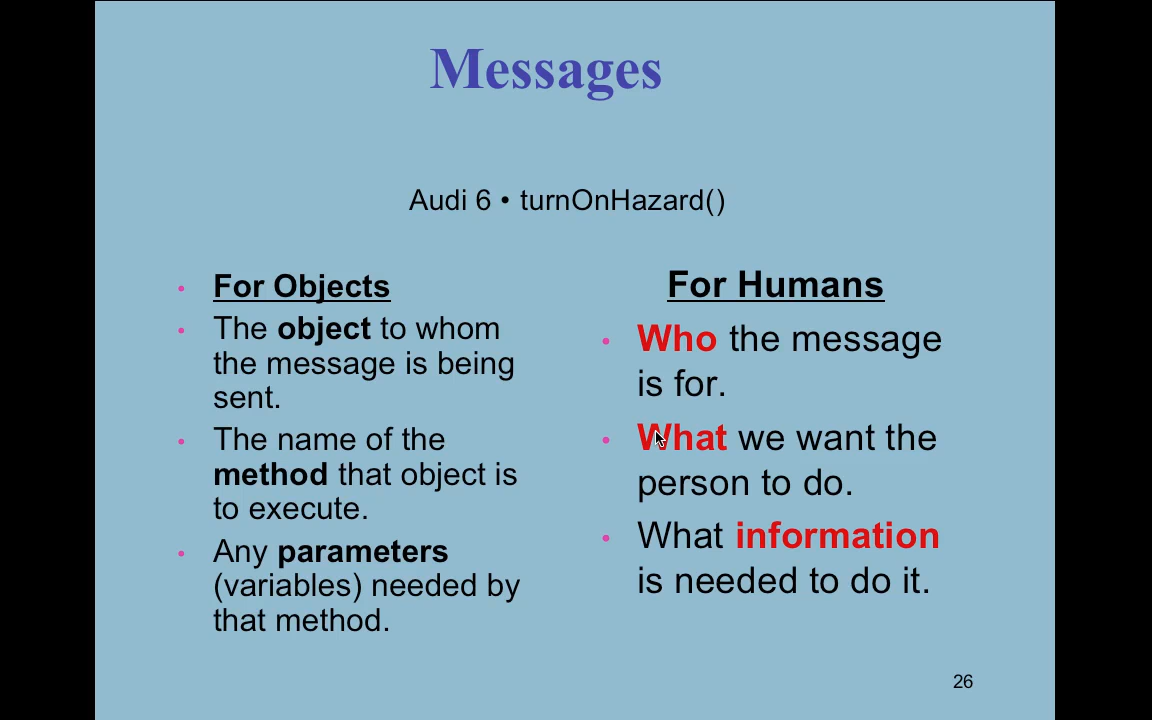 Messages
Audi 6 • turnOnHazard()
• For Objects
• The object to whom
the message is being
sent.
• The name of the
method that object is
to execute.
• Any parameters
(variables) needed by
that method.
For Humans
• Who the message
is for.
• What we want the
person to do.
• What information
is needed to do it.
26